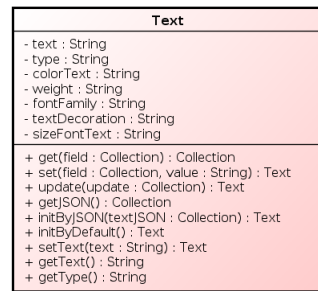 Text
- text : String
- type : String
- colorText : String
- weight : String
- fontFamily : String
- textDecoration : String
- sizeFontText : String
+ get(field : Collection) : Collection
+ set(field : Collection, value : String) : Text
+ update(update : Collection) : Text
+ getJSON() : Collection
+ initByJSON(textJSON : Collection) : Text
+ initByDefault() : Text
+ setText(text : String) : Text
+ getText() : String
+ getType() : String